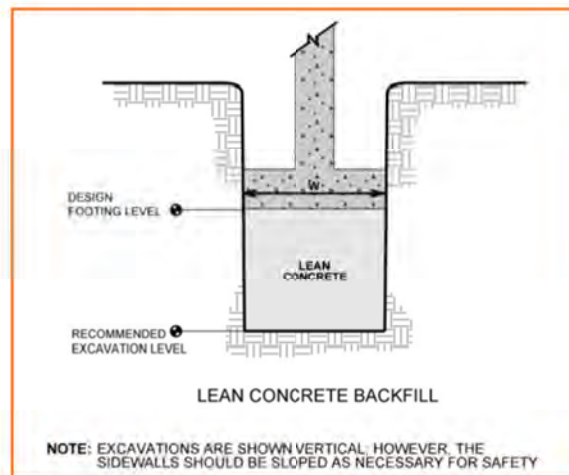 W
DESIGN
FOOTING LEVEL
LEAN
CONCRETE
RECOMMENDED
EXCAVATION LEVEL
LEAN CONCRETE BACKFILL
NOTE: EXCAVATIONS ARE SHOWN VERTICAL; HOWEVER, THE
SIDEWALLS SHOULD BE SLOPED AS NECESSARY FOR SAFETY